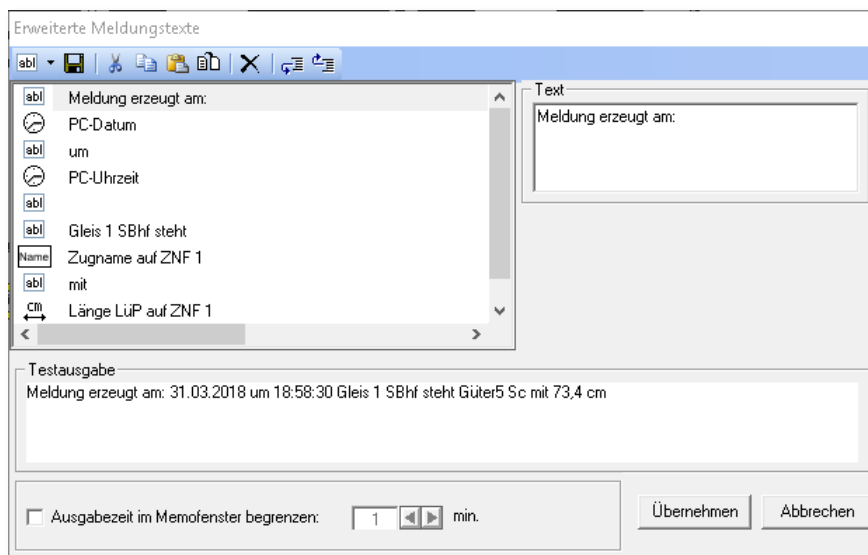 Erweiterte Meldungstexte
abl
abl Meldung erzeugt am:
PC-Datum
abl um
PC-Uhrzeit
abl
abl Gleis 1 SBhf steht
Name Zugname auf ZNF 1
abl mit
cm Länge LüP auf ZNF 1
Text
Meldung erzeugt am:
Testausgabe
Meldung erzeugt am: 31.03.2018 um 18:58:30 Gleis 1 SBhf steht Güter5 Sc mit 73,4 cm
Ausgabezeit im Memofenster begrenzen: 1 min.
Übernehmen Abbrechen